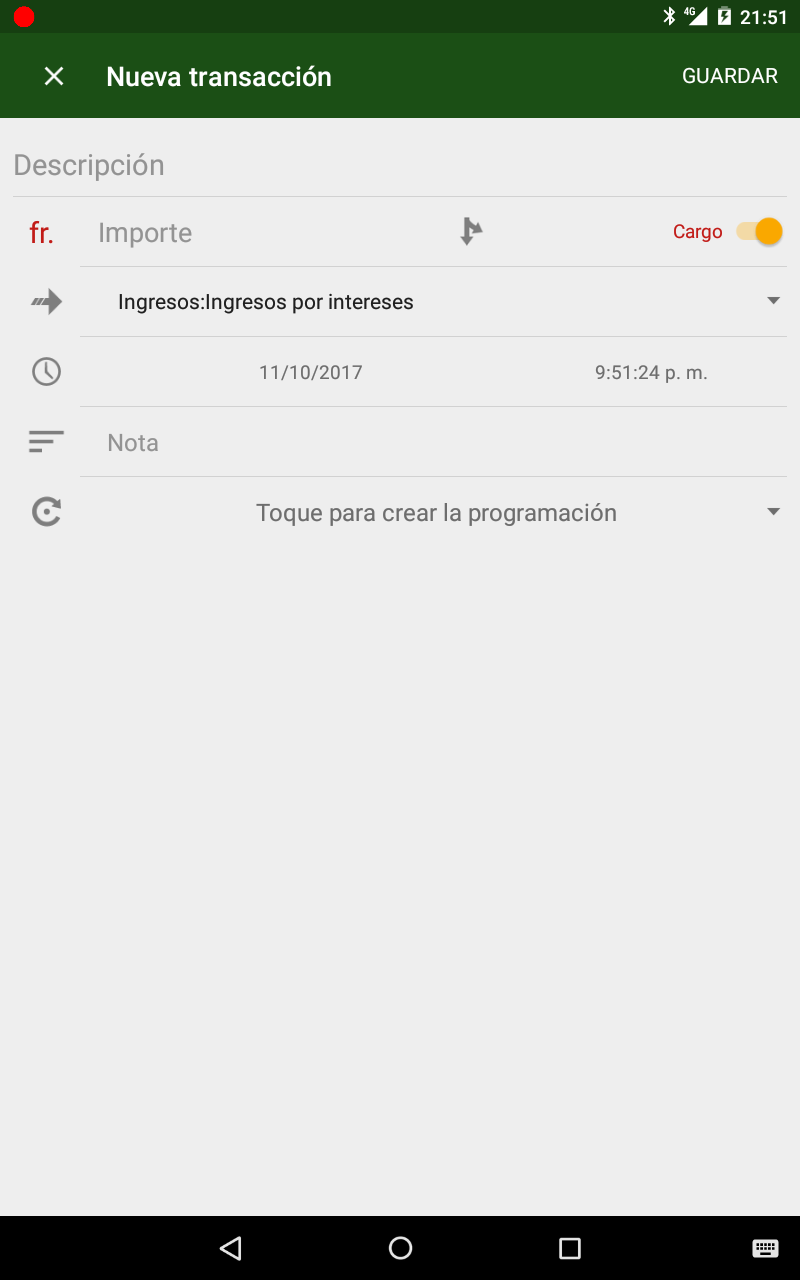 4G 21:51
Nueva transacción GUARDAR
Descripción
fr. Importe Cargo
Ingresos:Ingresos por intereses
11/10/2017 9:51:24 p. m.
Nota
Toque para crear la programación